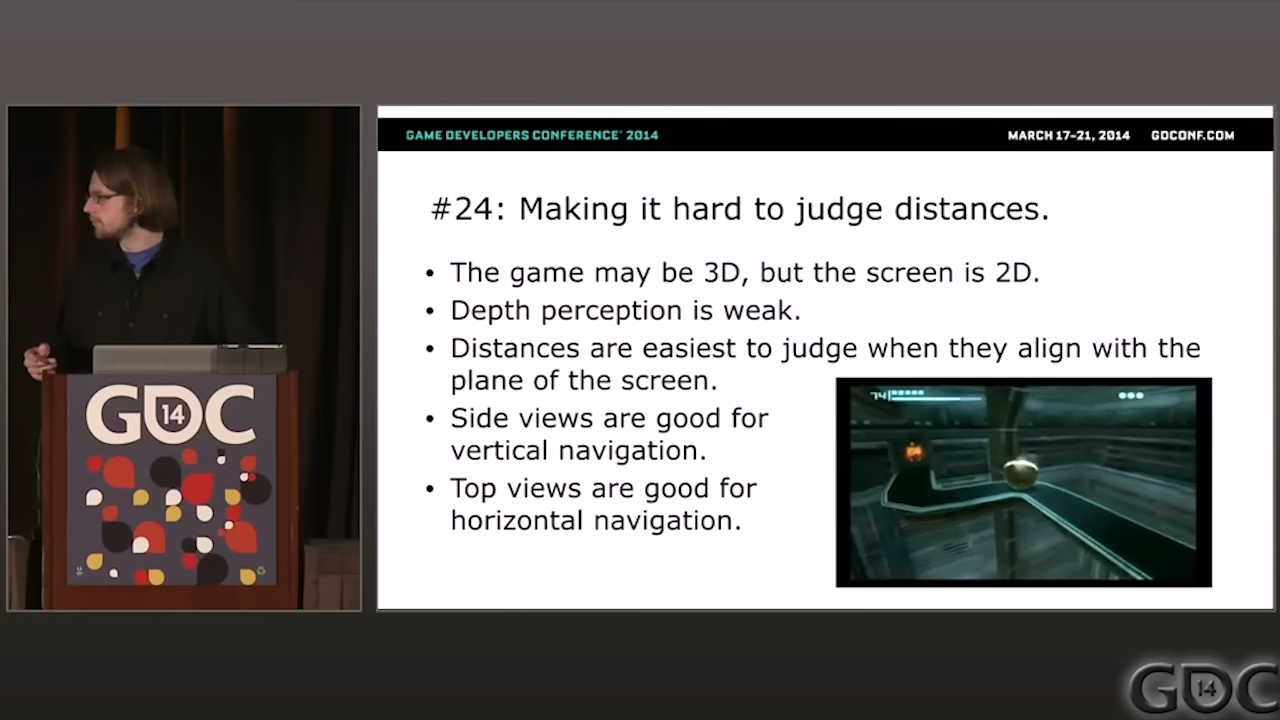 GAME DEVELOPERS CONFERENCE® 2014
MARCH 17–21, 2014 GDCONF.COM
#24: Making it hard to judge distances.
• The game may be 3D, but the screen is 2D.
• Depth perception is weak.
• Distances are easiest to judge when they align with the
plane of the screen.
• Side views are good for
vertical navigation.
• Top views are good for
horizontal navigation.
74
GDC
14
GDC
14